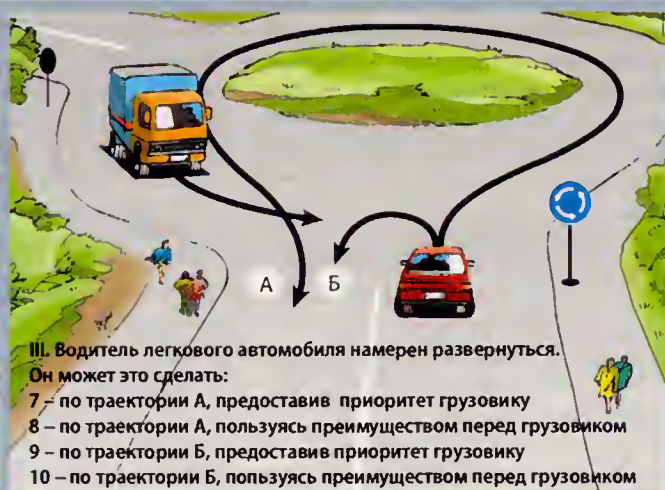 А Б
III. Водитель легкового автомобиля намерен развернуться.
Он может это сделать:
7 – по траектории А, предоставив приоритет грузовику
8 – по траектории А, пользуясь преимуществом перед грузовиком
9 – по траектории Б, предоставив приоритет грузовику
10 – по траектории Б, пользуясь преимуществом перед грузовиком